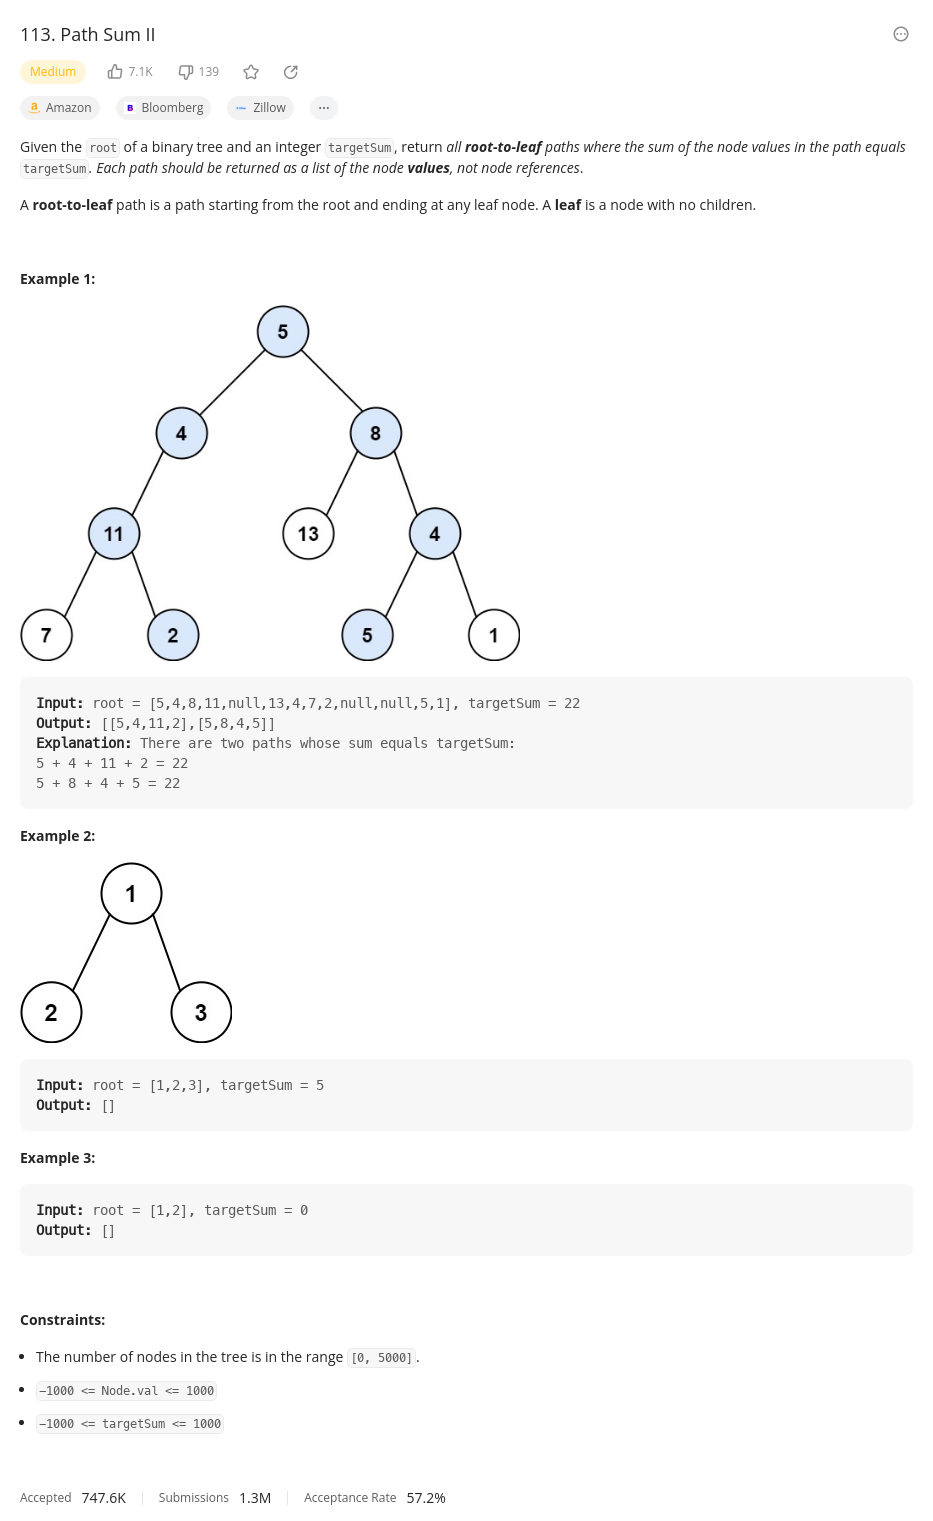 113. Path Sum II
Medium 7.1K 139
Amazon Bloomberg Zillow ...
Given the root of a binary tree and an integer targetSum, return all root-to-leaf paths where the sum of the node values in the path equals
targetSum. Each path should be returned as a list of the node values, not node references.
A root-to-leaf path is a path starting from the root and ending at any leaf node. A leaf is a node with no children.
Example 1:
5
4 8
11 13 4
7 2 5 1
Input: root = [5,4,8,11,null,13,4,7,2,null,null,5,1], targetSum = 22
Output: [[5,4,11,2],[5,8,4,5]]
Explanation: There are two paths whose sum equals targetSum:
5 + 4 + 11 + 2 = 22
5 + 8 + 4 + 5 = 22
Example 2:
1
2 3
Input: root = [1,2,3], targetSum = 5
Output: []
Example 3:
Input: root = [1,2], targetSum = 0
Output: []
Constraints:
• The number of nodes in the tree is in the range [0, 5000].
• -1000 <= Node.val <= 1000
• -1000 <= targetSum <= 1000
Accepted 747.6K Submissions 1.3M Acceptance Rate 57.2%